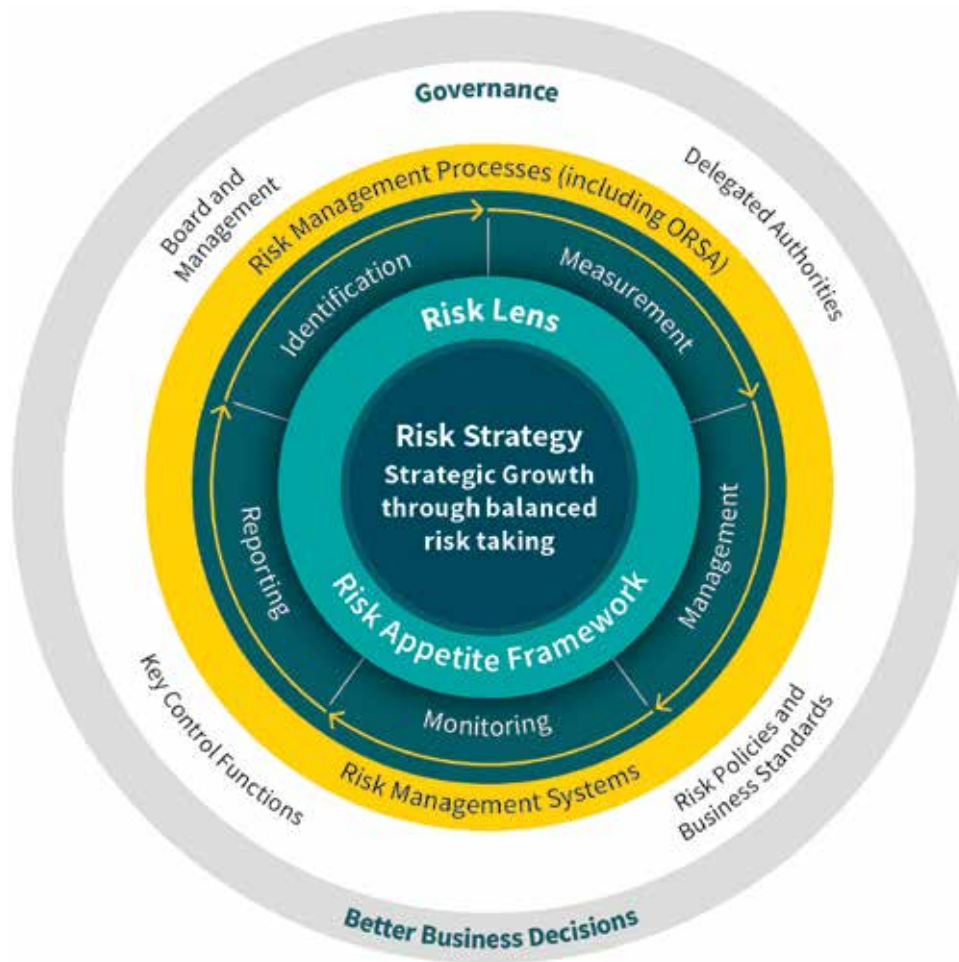 Governance
Board and
Management
Delegated Authorities
Risk Management Processes (including ORSA)
Identification
Measurement
Risk Lens
Risk Strategy
Strategic Growth
through balanced
risk taking
Reporting
Management
Risk Appetite Framework
Monitoring
Risk Management Systems
Key Control Functions
Risk Policies and
Business Standards
Better Business Decisions